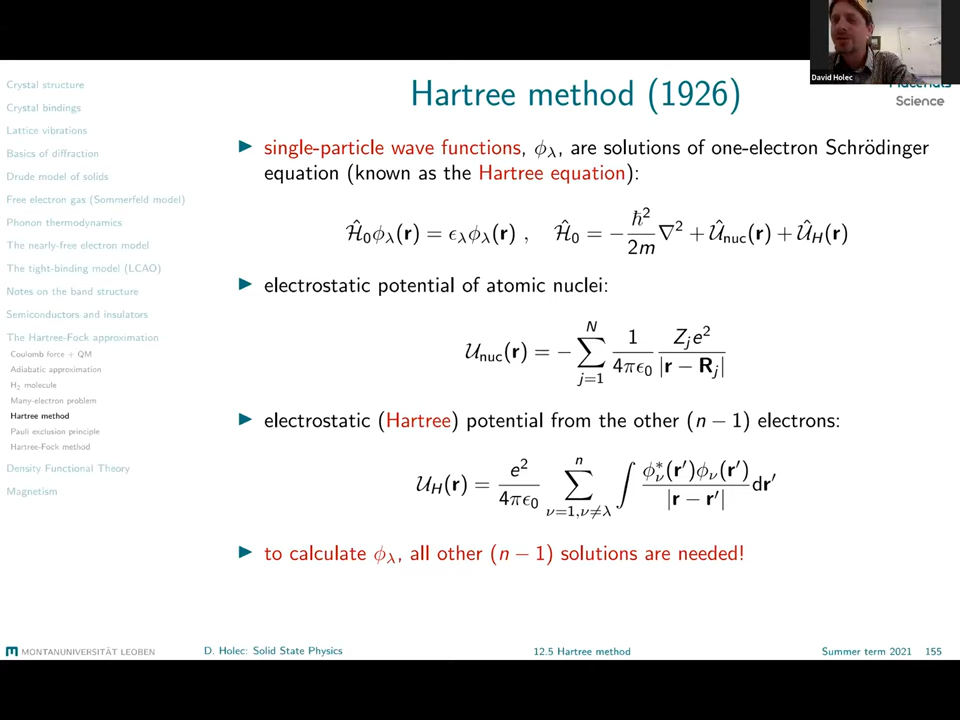 David Holec
Materials
Science
Hartree method (1926)
Crystal structure
Crystal bindings
Lattice vibrations
Basics of diffraction
Drude model of solids
Free electron gas (Sommerfeld model)
Phonon thermodynamics
The nearly-free electron model
The tight-binding model (LCAO)
Notes on the band structure
Semiconductors and insulators
The Hartree-Fock approximation
Coulomb force + QM
Adiabatic approximation
H₂ molecule
Many-electron problem
Hartree method
Pauli exclusion principle
Hartree-Fock method
Density Functional Theory
Magnetism
▶ single-particle wave functions, ϕ_λ, are solutions of one-electron Schrödinger
equation (known as the Hartree equation):
Ĥ₀ϕ_λ(r) = ϵ_λϕ_λ(r) , Ĥ₀ = −ℏ²/2m ∇² + Û_nuc(r) + Û_H(r)
▶ electrostatic potential of atomic nuclei:
U_nuc(r) = − ∑_{j=1}^{N} 1/4πϵ₀ Z_j e²/|r − R_j|
▶ electrostatic (Hartree) potential from the other (n − 1) electrons:
U_H(r) = e²/4πϵ₀ ∑_{ν=1,ν≠λ}^{n} ∫ ϕ*_ν(r′)ϕ_ν(r′)/|r − r′| dr′
▶ to calculate ϕ_λ, all other (n − 1) solutions are needed!
MONTANUNIVERSITÄT LEOBEN
D. Holec: Solid State Physics
12.5 Hartree method
Summer term 2021 155